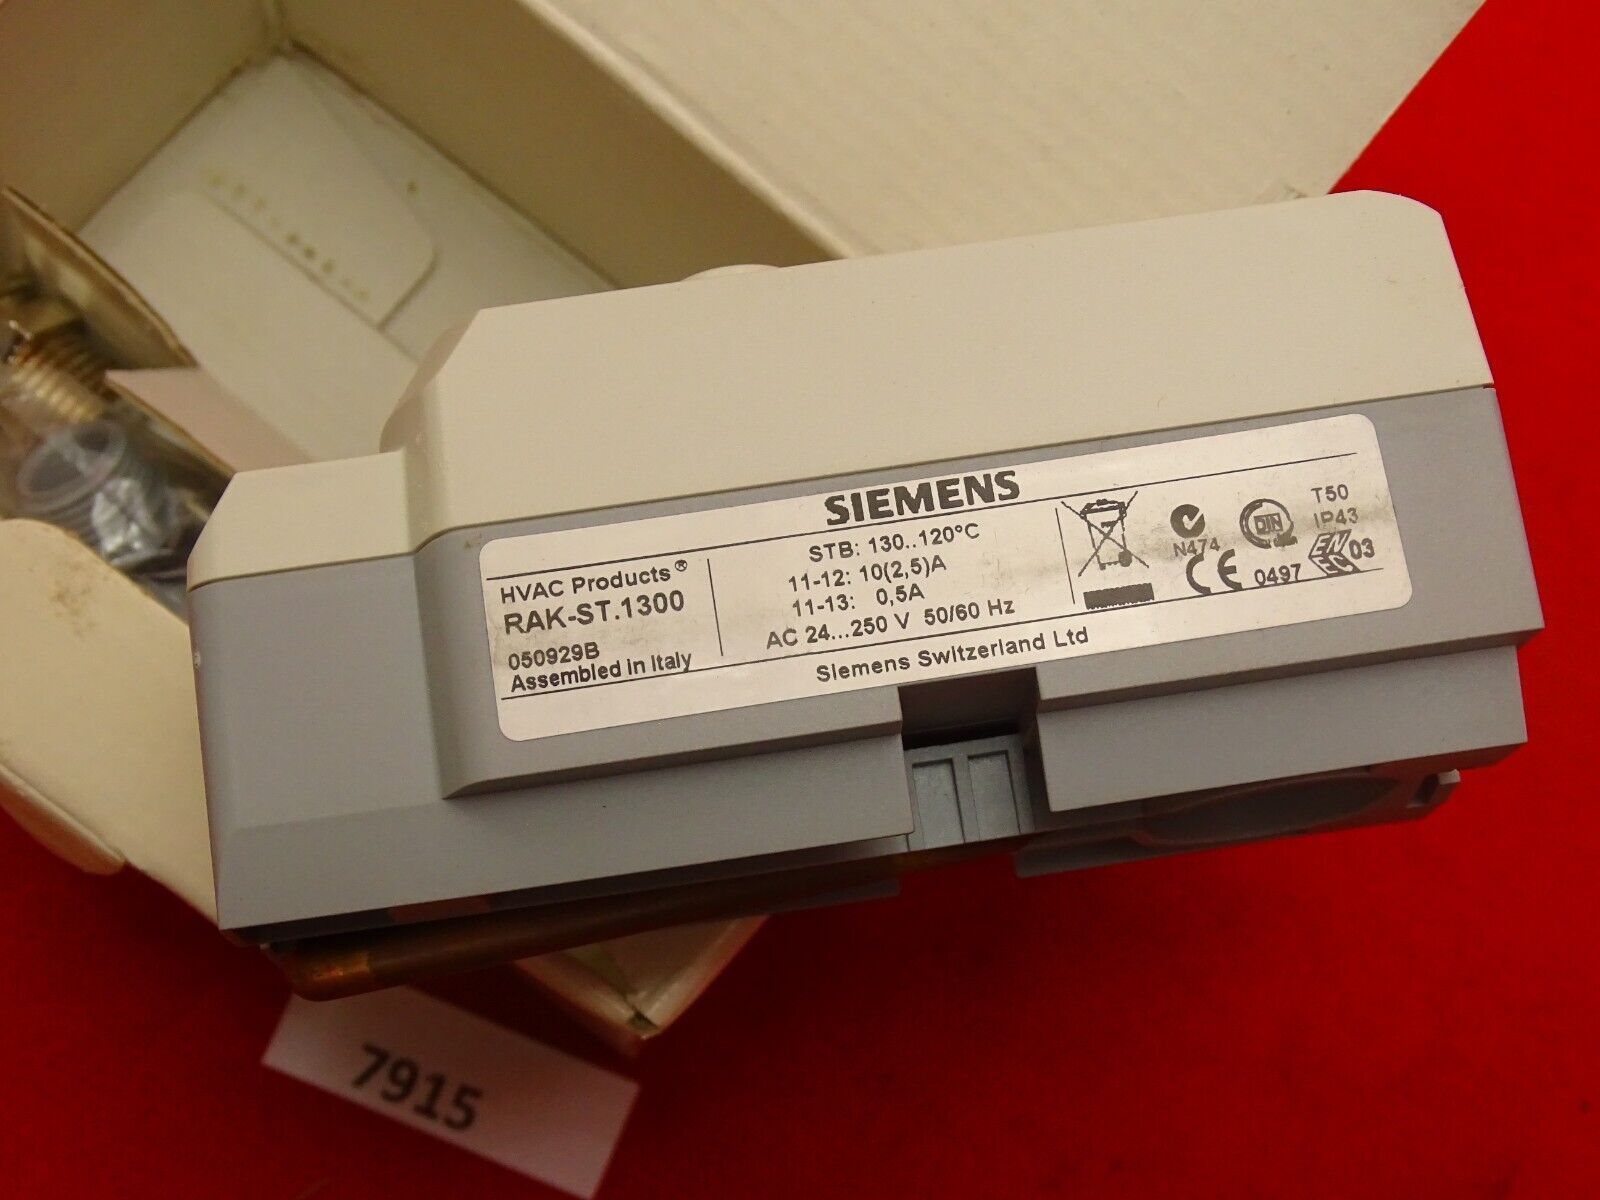 SIEMENS
HVAC Products®
RAK-ST.1300
050929B
Assembled in Italy
STB: 130..120°C
11-12: 10(2,5)A
11-13: 0,5A
AC 24...250 V 50/60 Hz
Siemens Switzerland Ltd
N474
DIN
T50
IP43
CE 0497
EN
EC
03
7915